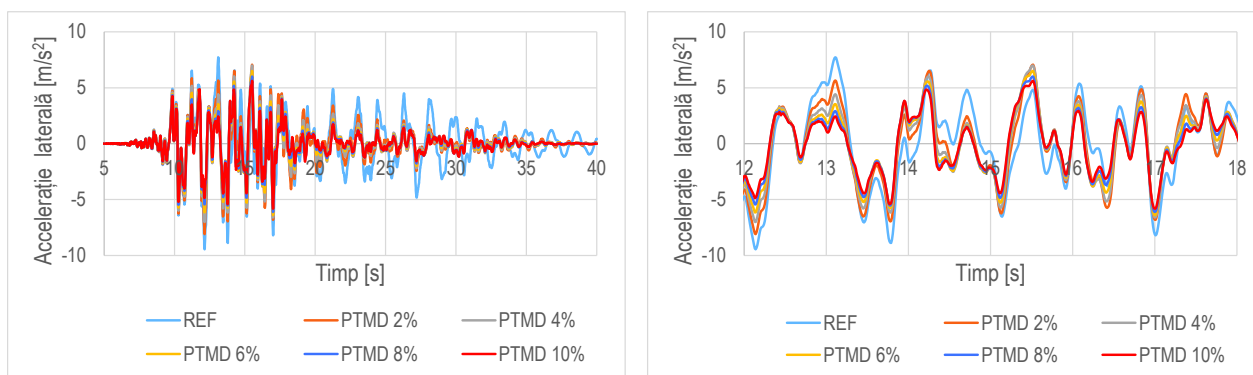 Accelerație laterală [m/s²]
10
5
0
-5
-10
5 10 15 20 25 30 35 40
Timp [s]
REF PTMD 2% PTMD 4%
PTMD 6% PTMD 8% PTMD 10%
Accelerație laterală [m/s²]
10
5
0
-5
-10
12 13 14 15 16 17 18
Timp [s]
REF PTMD 2% PTMD 4%
PTMD 6% PTMD 8% PTMD 10%